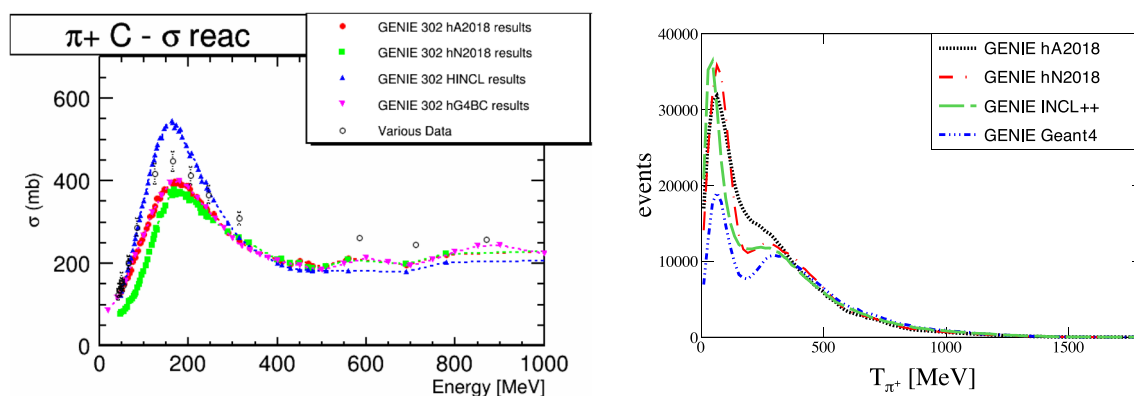 π+ C - σ reac
GENIE 302 hA2018 results
GENIE 302 hN2018 results
GENIE 302 HINCL results
GENIE 302 hG4BC results
Various Data
σ (mb)
600
400
200
0
0 200 400 600 800 1000
Energy [MeV]
GENIE hA2018
GENIE hN2018
GENIE INCL++
GENIE Geant4
events
40000
30000
20000
10000
0
0 500 1000 1500
Tπ+ [MeV]